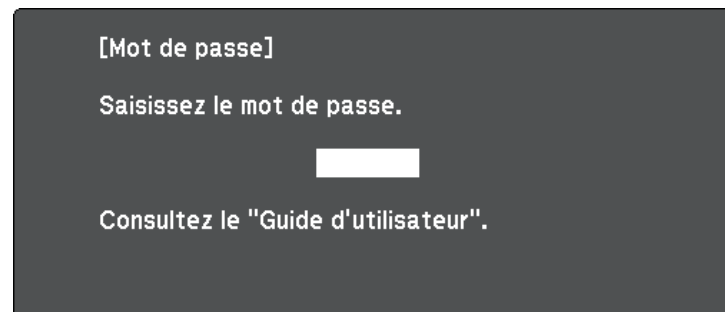 [Mot de passe]
Saisissez le mot de passe.
Consultez le "Guide d'utilisateur".